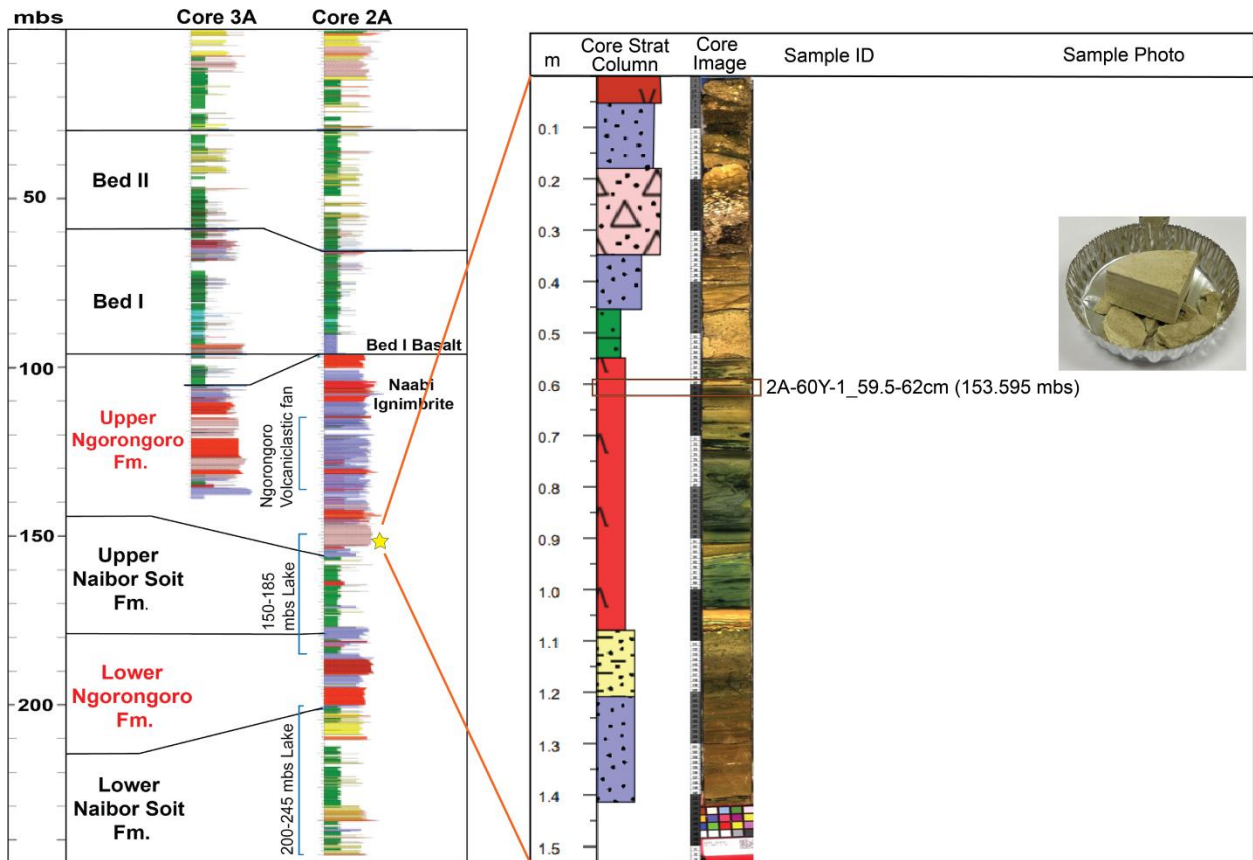 mbs
Core 3A
Core 2A
50
100
150
200
Bed II
Bed I
Bed I Basalt
Naabi
Ignimbrite
Upper
Ngorongoro
Fm.
Ngorongoro
Volcaniclastic fan
Upper
Naibor Soit
Fm.
150-185
mbs Lake
Lower
Ngorongoro
Fm.
Lower
Naibor Soit
Fm.
200-245 mbs Lake
m
Core Strat
Column
Core
Image
Sample ID
Sample Photo
0.1
0.2
0.3
0.4
0.5
0.6
0.7
0.8
0.9
1.0
1.1
1.2
1.3
1.4
1.5
2A-60Y-1_59.5-62cm (153.595 mbs)